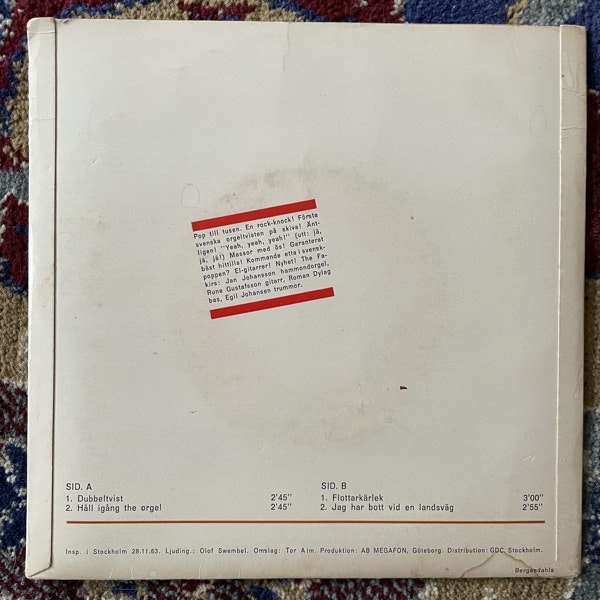 Pop till tusen. En rock-knock! Första
svenska orgeltvisten på skiva! Änt-
ligen! "Yeah, yeah, yeah!" (utt: jä,
jä, jä!) Massor med ös! Garanterat
bäst hittills! Kommande etta i svensk-
poppen? El-gitarrer! Nyhet! The Fa-
kirs: Jan Johansson hammondorgel,
Rune Gustafsson gitarr, Roman Dylag
bas, Egil Johansen trummor.
SID. A
1. Dubbeltvist 2'45"
2. Håll igång the orgel 2'45"
SID. B
1. Flottarkärlek 3'00"
2. Jag har bott vid en landsväg 2'55"
Insp. i Stockholm 28.11.63. Ljuding.: Olof Swembel. Omslag: Tor Alm. Produktion: AB MEGAFON, Göteborg. Distribution: GDC, Stockholm.
Bergendahls